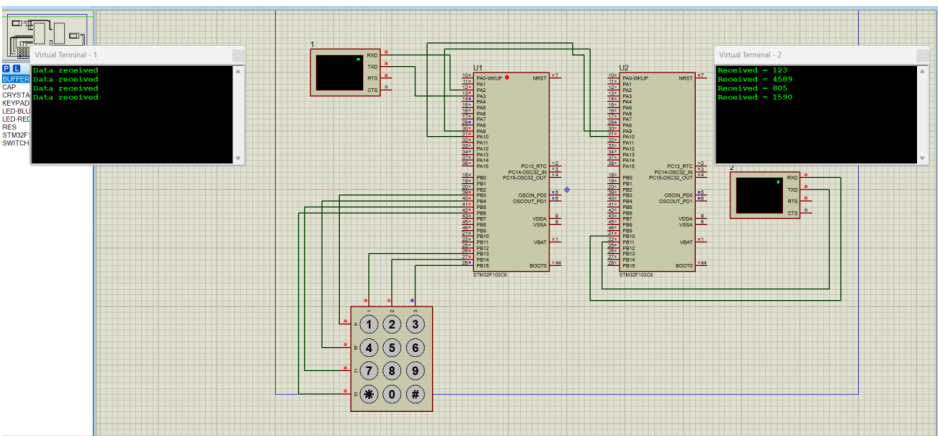 Virtual Terminal - 1
Data received
Data received
Data received
Data received
Virtual Terminal - 2
Received = 123
Received = 4589
Received = 805
Received = 1590
P L
BUFFER
CAP
CRYSTA
KEYPAD
LED-BLU
LED-RED
RES
STM32F1
SWITCH
1
RXD
TXD
RTS
CTS
U1
PA0-WKUP
PA1
PA2
PA3
PA4
PA5
PA6
PA7
PA8
PA9
PA10
PA11
PA12
PA13
PA14
PA15
PB0
PB1
PB2
PB3
PB4
PB5
PB6
PB7
PB8
PB9
PB10
PB11
PB12
PB13
PB14
PB15
NRST
PC13_RTC
PC14-OSC32_IN
PC15-OSC32_OUT
OSCIN_PD0
OSCOUT_PD1
VDDA
VSSA
VBAT
BOOT0
STM32F103C6
U2
PA0-WKUP
PA1
PA2
PA3
PA4
PA5
PA6
PA7
PA8
PA9
PA10
PA11
PA12
PA13
PA14
PA15
PB0
PB1
PB2
PB3
PB4
PB5
PB6
PB7
PB8
PB9
PB10
PB11
PB12
PB13
PB14
PB15
NRST
PC13_RTC
PC14-OSC32_IN
PC15-OSC32_OUT
OSCIN_PD0
OSCOUT_PD1
VDDA
VSSA
VBAT
BOOT0
STM32F103C6
2
RXD
TXD
RTS
CTS
1 2 3
A 1 2 3
B 4 5 6
C 7 8 9
D * 0 #